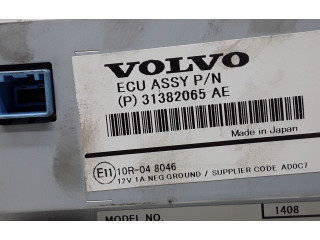 VOLVO
ECU ASSY P/N
(P) 31382065 AE
Made in Japan
E11 10R-04 8046
12V 1A NEG.GROUND / SUPPLIER CODE AD0C7
MODEL NO. 1408